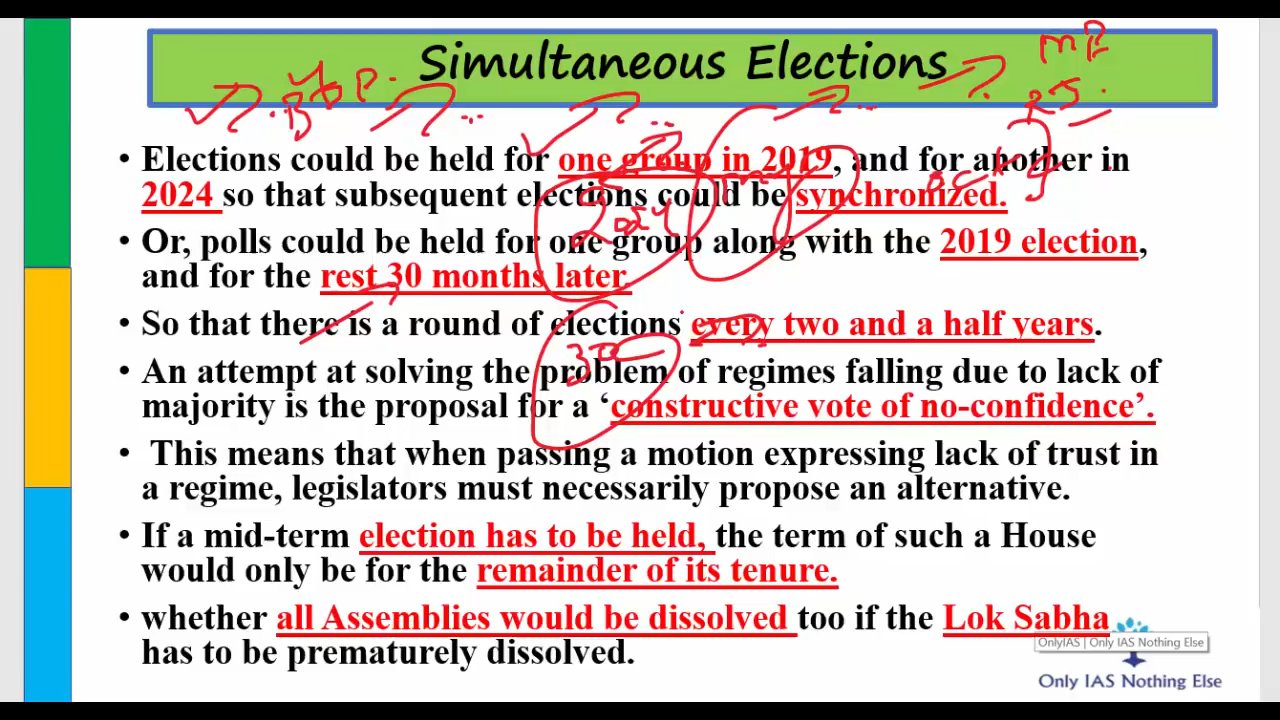 Simultaneous Elections
MP
RJ.
• Elections could be held for one group in 2019, and for another in
2024 so that subsequent elections could be synchronized.
• Or, polls could be held for one group along with the 2019 election,
and for the rest 30 months later.
• So that there is a round of elections every two and a half years.
• An attempt at solving the problem of regimes falling due to lack of
majority is the proposal for a ‘constructive vote of no-confidence’.
• This means that when passing a motion expressing lack of trust in
a regime, legislators must necessarily propose an alternative.
• If a mid-term election has to be held, the term of such a House
would only be for the remainder of its tenure.
• whether all Assemblies would be dissolved too if the Lok Sabha
has to be prematurely dissolved.
OnlyIAS | Only IAS Nothing Else
Only IAS Nothing Else